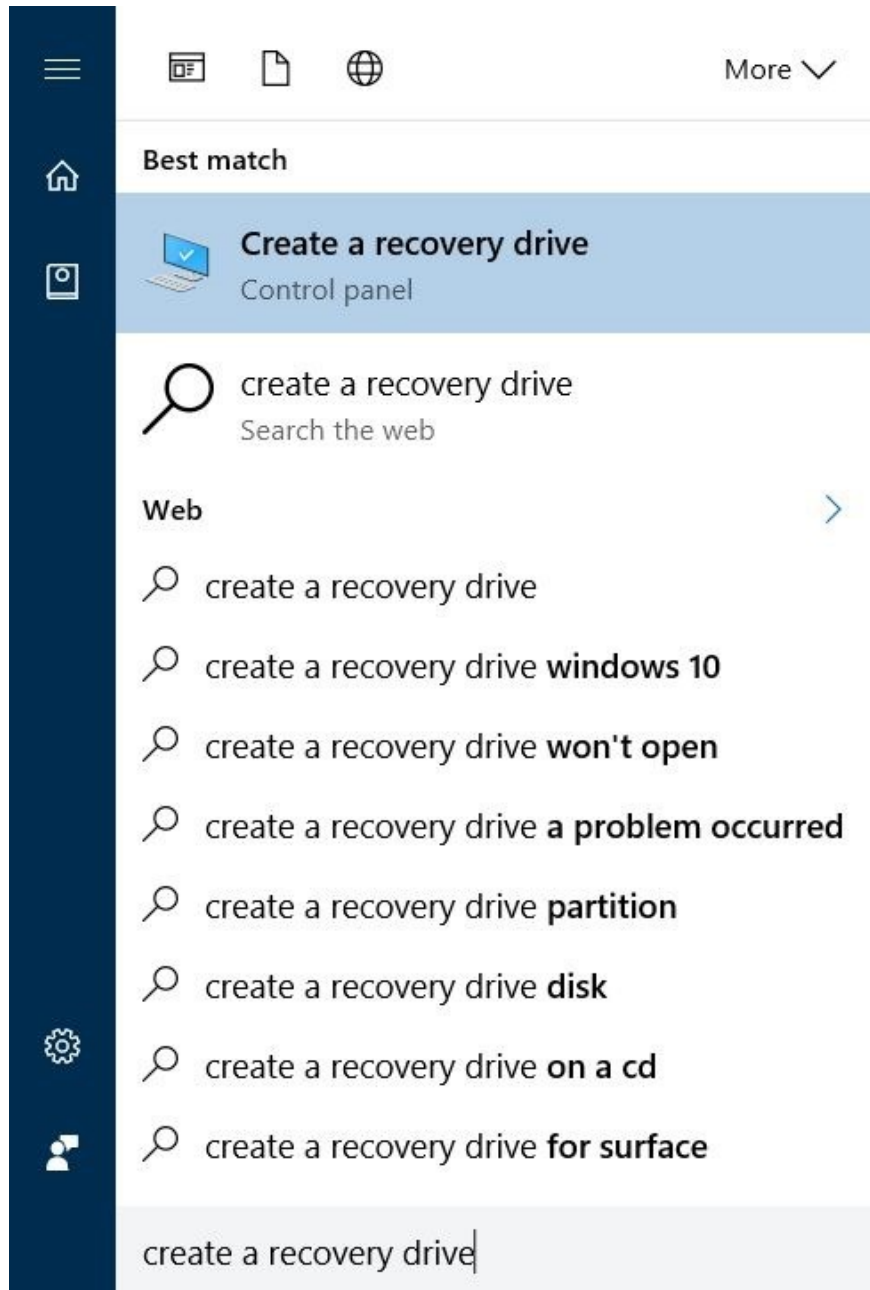 More
Best match
Create a recovery drive
Control panel
create a recovery drive
Search the web
Web
create a recovery drive
create a recovery drive windows 10
create a recovery drive won't open
create a recovery drive a problem occurred
create a recovery drive partition
create a recovery drive disk
create a recovery drive on a cd
create a recovery drive for surface
create a recovery drive